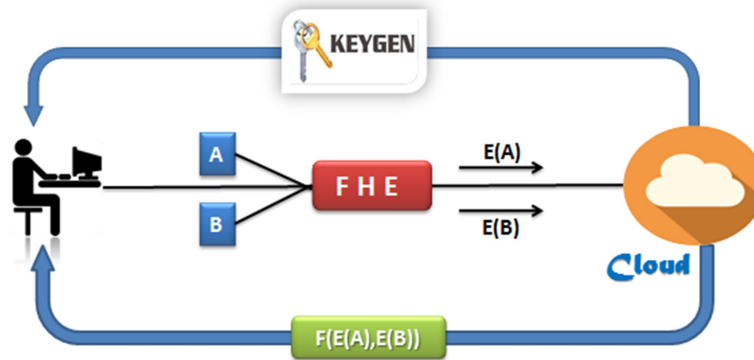 KEYGEN
A
B
F H E
E(A)
E(B)
Cloud
F(E(A),E(B))